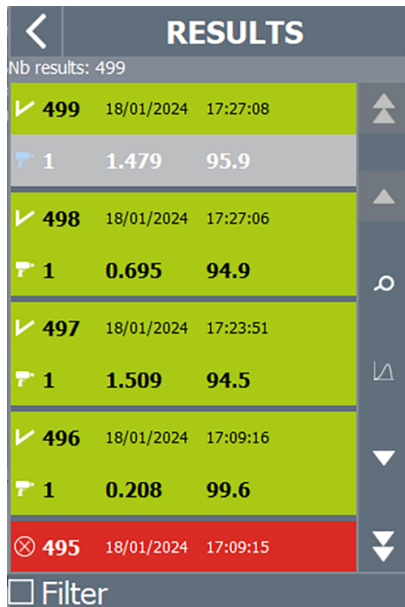 RESULTS
Nb results: 499
499 18/01/2024 17:27:08
1 1.479 95.9
498 18/01/2024 17:27:06
1 0.695 94.9
497 18/01/2024 17:23:51
1 1.509 94.5
496 18/01/2024 17:09:16
1 0.208 99.6
495 18/01/2024 17:09:15
Filter